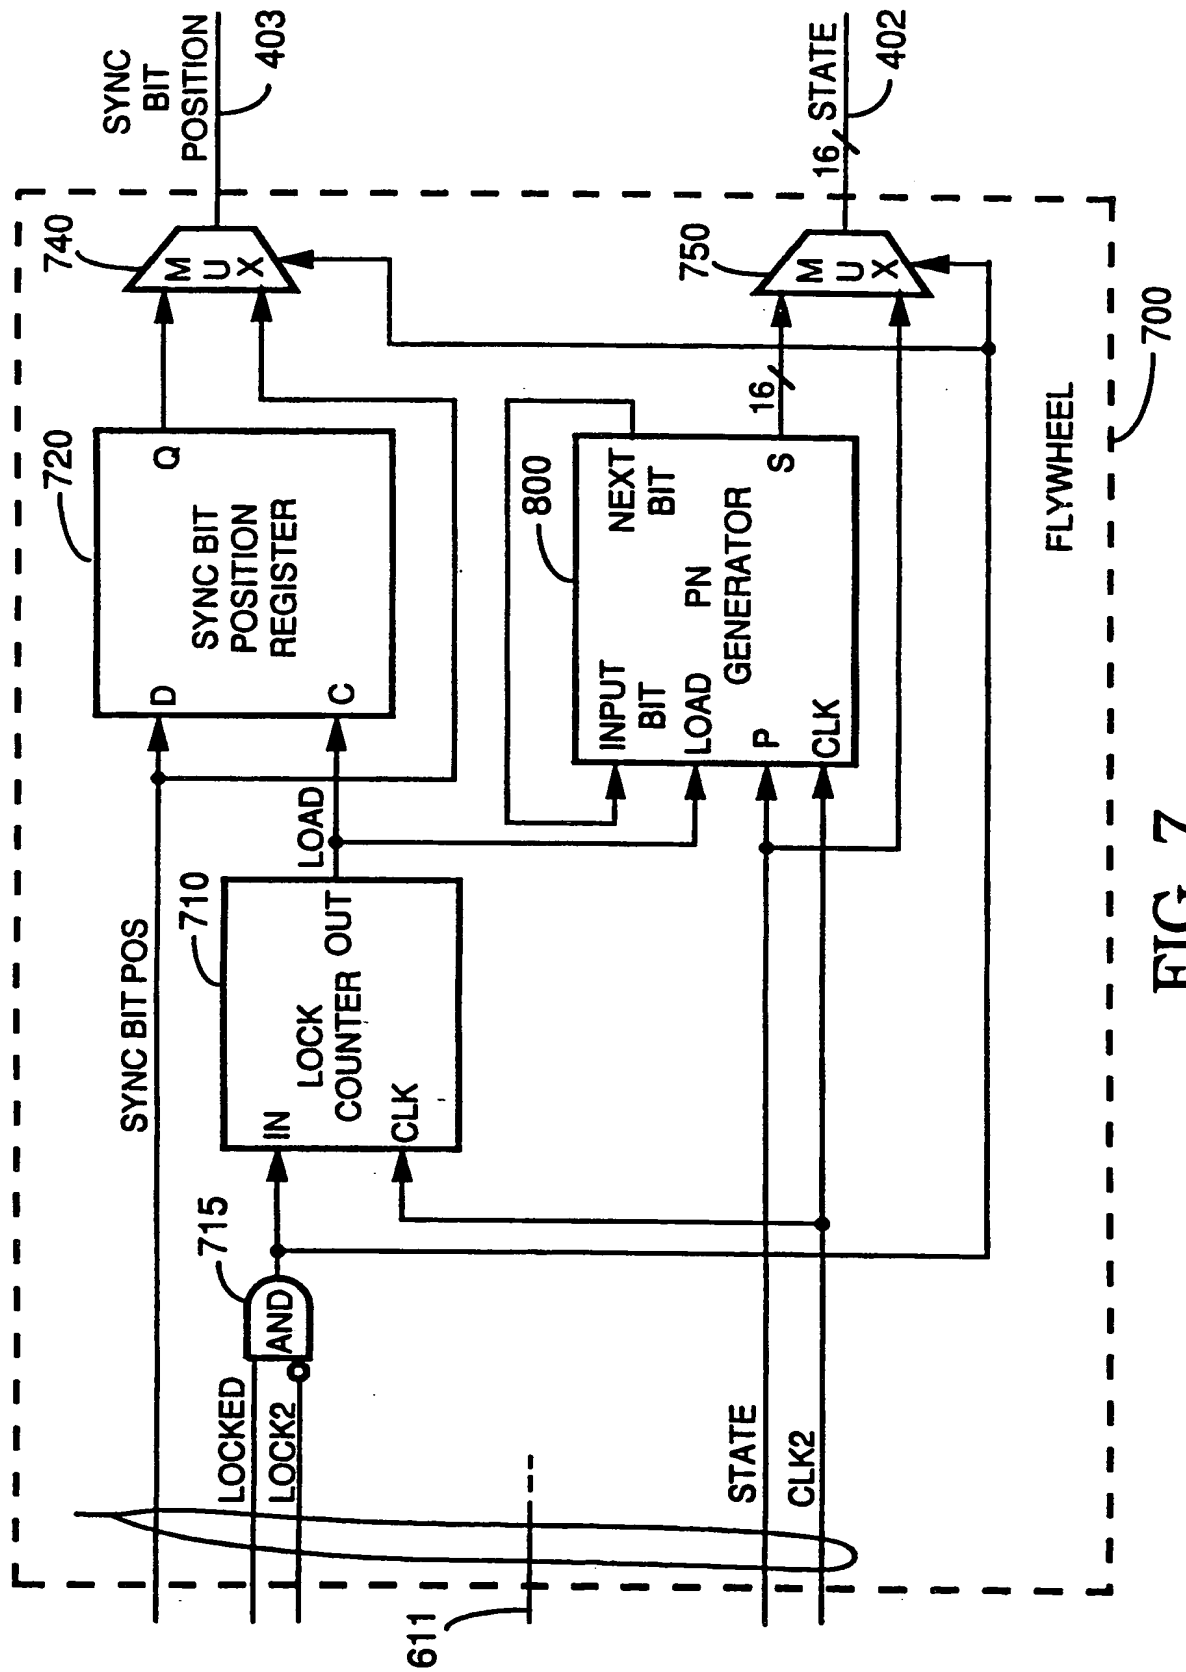 SYNC
BIT
POSITION
403
740
M
U
X
720
Q
SYNC BIT
POSITION
REGISTER
D
C
SYNC BIT POS
LOAD
710
OUT
LOCK
COUNTER
IN
CLK
715
AND
LOCKED
LOCK2
611
800
NEXT
BIT
INPUT
BIT
LOAD
PN
GENERATOR
P
S
CLK
16
750
M
U
X
16
STATE
402
STATE
CLK2
FLYWHEEL
700
FIG. 7